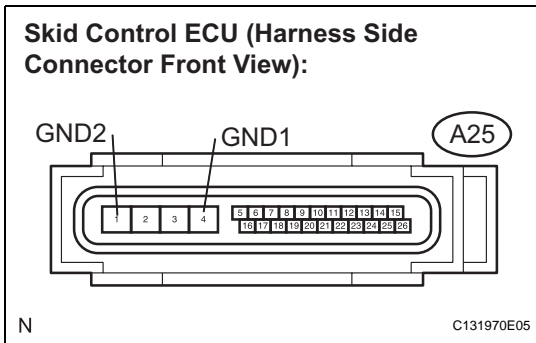 Skid Control ECU (Harness Side
Connector Front View):
GND2 GND1 A25
1 2 3 4 5 6 7 8 9 10 11 12 13 14 15
16 17 18 19 20 21 22 23 24 25 26
N C131970E05